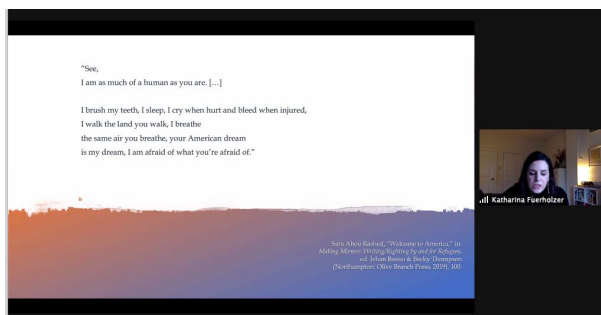 “See,
I am as much of a human as you are. […]
I brush my teeth, I sleep, I cry when hurt and bleed when injured,
I walk the land you walk, I breathe
the same air you breathe, your American dream
is my dream, I am afraid of what you’re afraid of.”
Sara Abou Rashed, “Welcome to America,” in:
Making Mirrors: Writing/Righting by and for Refugees,
ed. Jehan Bseiso & Becky Thompson
(Northampton: Olive Branch Press, 2019), 100.
Katharina Fuerholzer